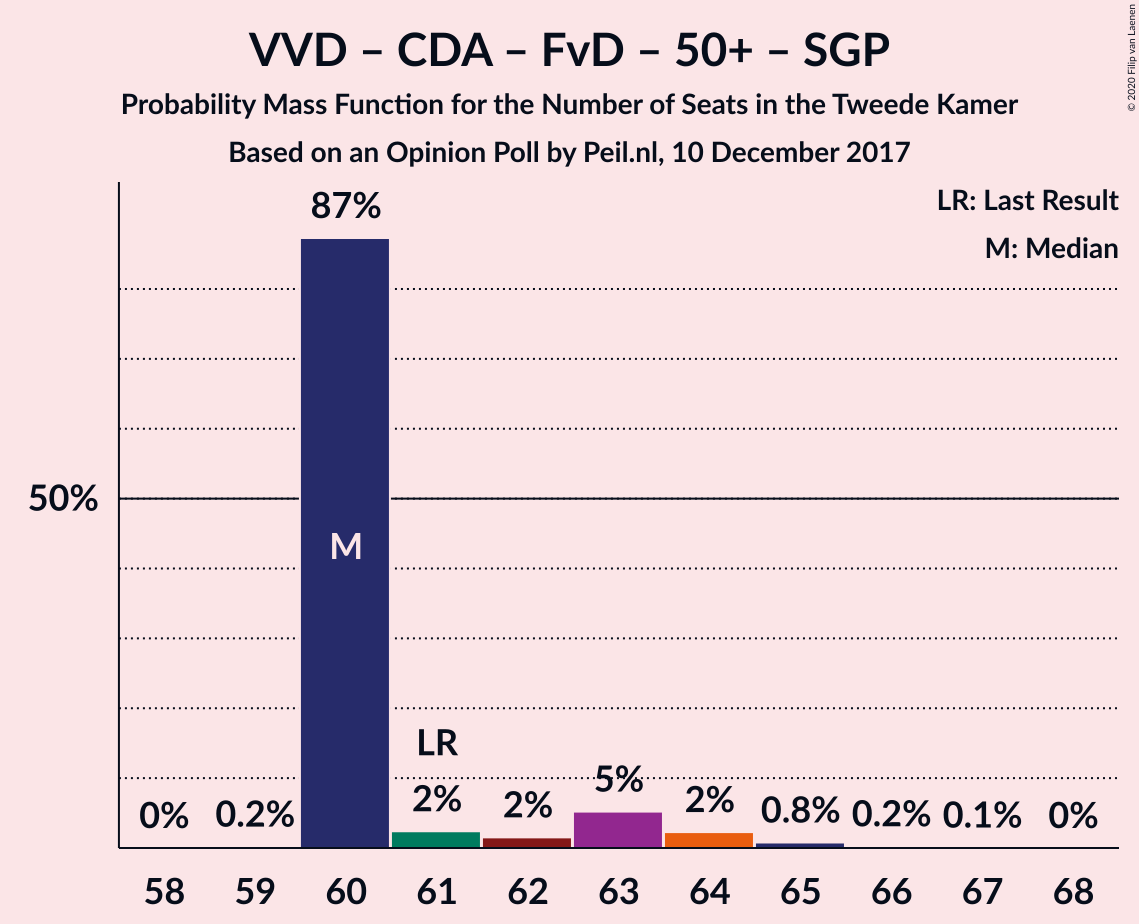 VVD – CDA – FvD – 50+ – SGP
Probability Mass Function for the Number of Seats in the Tweede Kamer
Based on an Opinion Poll by Peil.nl, 10 December 2017
© 2020 Filip van Laenen
LR: Last Result
M: Median
87%
50%
M
LR
0% 0.2% 2% 2% 5% 2% 0.8% 0.2% 0.1% 0%
58 59 60 61 62 63 64 65 66 67 68